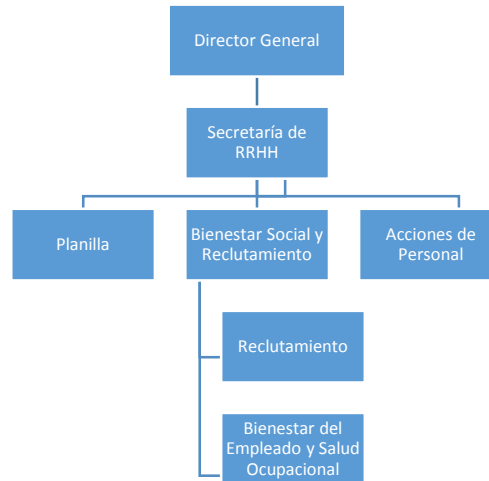 Director General
Secretaría de
RRHH
Planilla
Bienestar Social y
Reclutamiento
Acciones de
Personal
Reclutamiento
Bienestar del
Empleado y Salud
Ocupacional